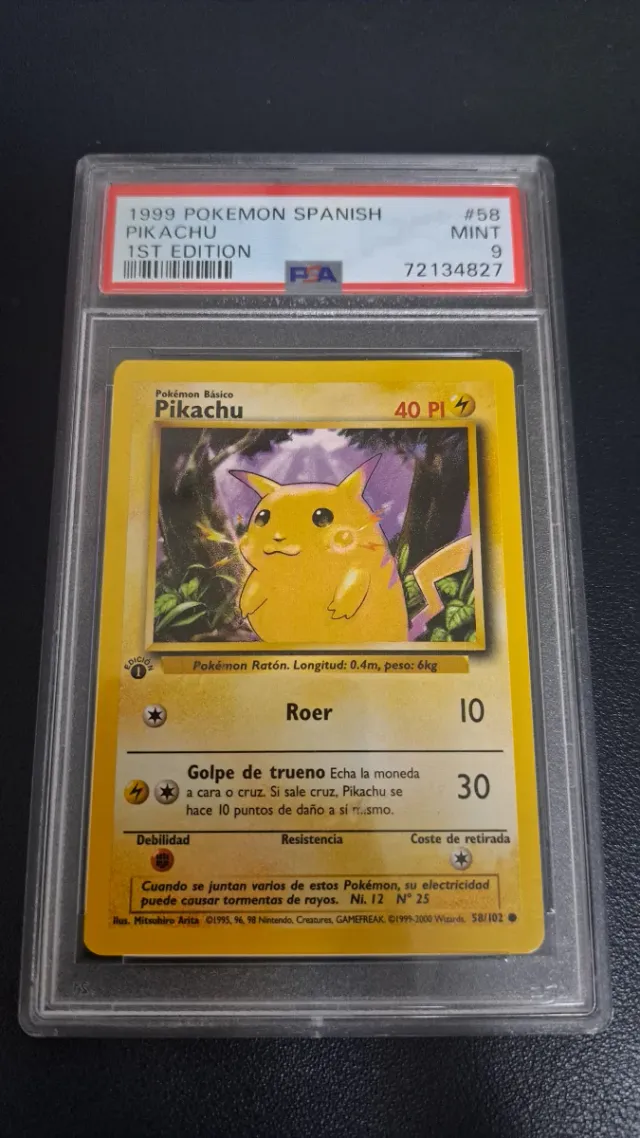 1999 POKEMON SPANISH #58
PIKACHU MINT
1ST EDITION 9
PSA 72134827
Pokémon Básico
Pikachu 40 PI
EDICIÓN
1
Pokémon Ratón. Longitud: 0.4m, peso: 6kg
Roer 10
Golpe de trueno Echa la moneda
a cara o cruz. Si sale cruz, Pikachu se
hace 10 puntos de daño a sí mismo.
30
Debilidad Resistencia Coste de retirada
Cuando se juntan varios de estos Pokémon, su electricidad
puede causar tormentas de rayos. Ni. 12 N° 25
Ilus. Mitsuhiro Arita ©1995, 96, 98 Nintendo, Creatures, GAMEFREAK. ©1999-2000 Wizards. 58/102